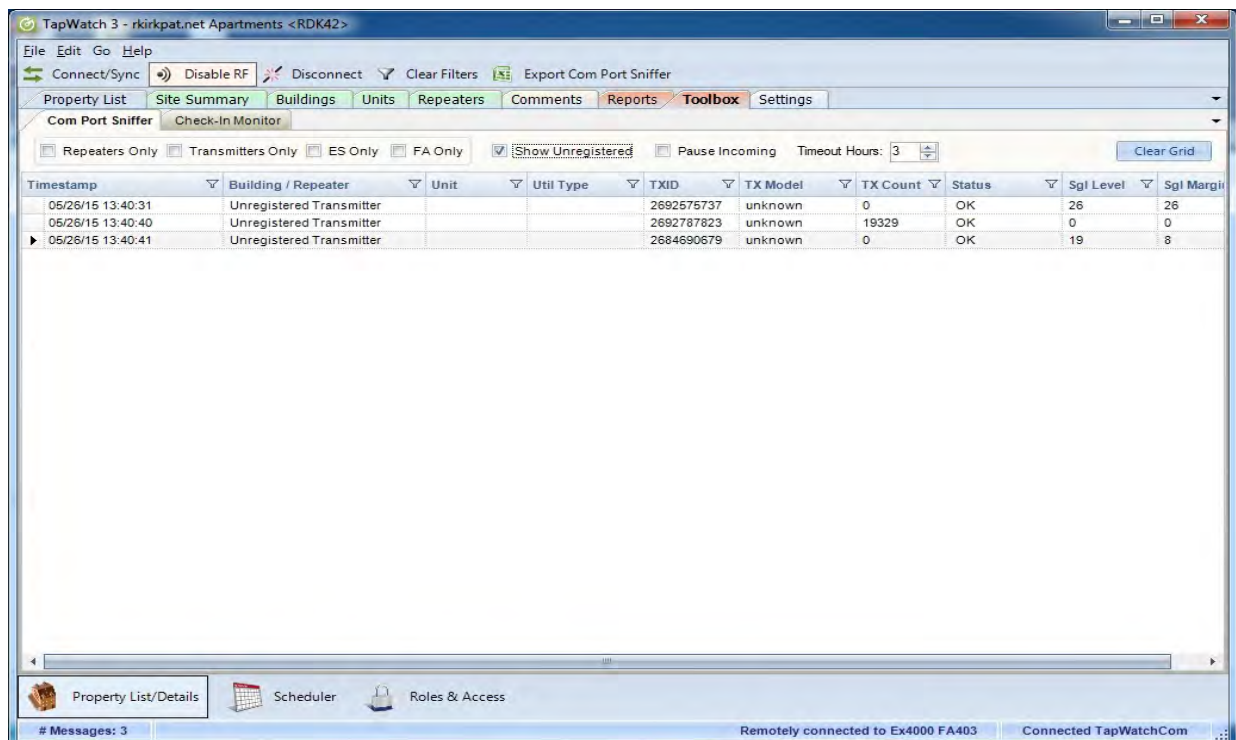 TapWatch 3 - rkirkpat.net Apartments <RDK42>
File Edit Go Help
Connect/Sync Disable RF Disconnect Clear Filters Export Com Port Sniffer
Property List Site Summary Buildings Units Repeaters Comments Reports Toolbox Settings
Com Port Sniffer Check-In Monitor
Repeaters Only Transmitters Only ES Only FA Only Show Unregistered Pause Incoming Timeout Hours: 3 Clear Grid
Timestamp Building / Repeater Unit Util Type TXID TX Model TX Count Status Sgl Level Sgl Margi
05/26/15 13:40:31 Unregistered Transmitter 2692575737 unknown 0 OK 26 26
05/26/15 13:40:40 Unregistered Transmitter 2692787823 unknown 19329 OK 0 0
05/26/15 13:40:41 Unregistered Transmitter 2684690679 unknown 0 OK 19 8
Property List/Details Scheduler Roles & Access
# Messages: 3 Remotely connected to Ex4000 FA403 Connected TapWatchCom